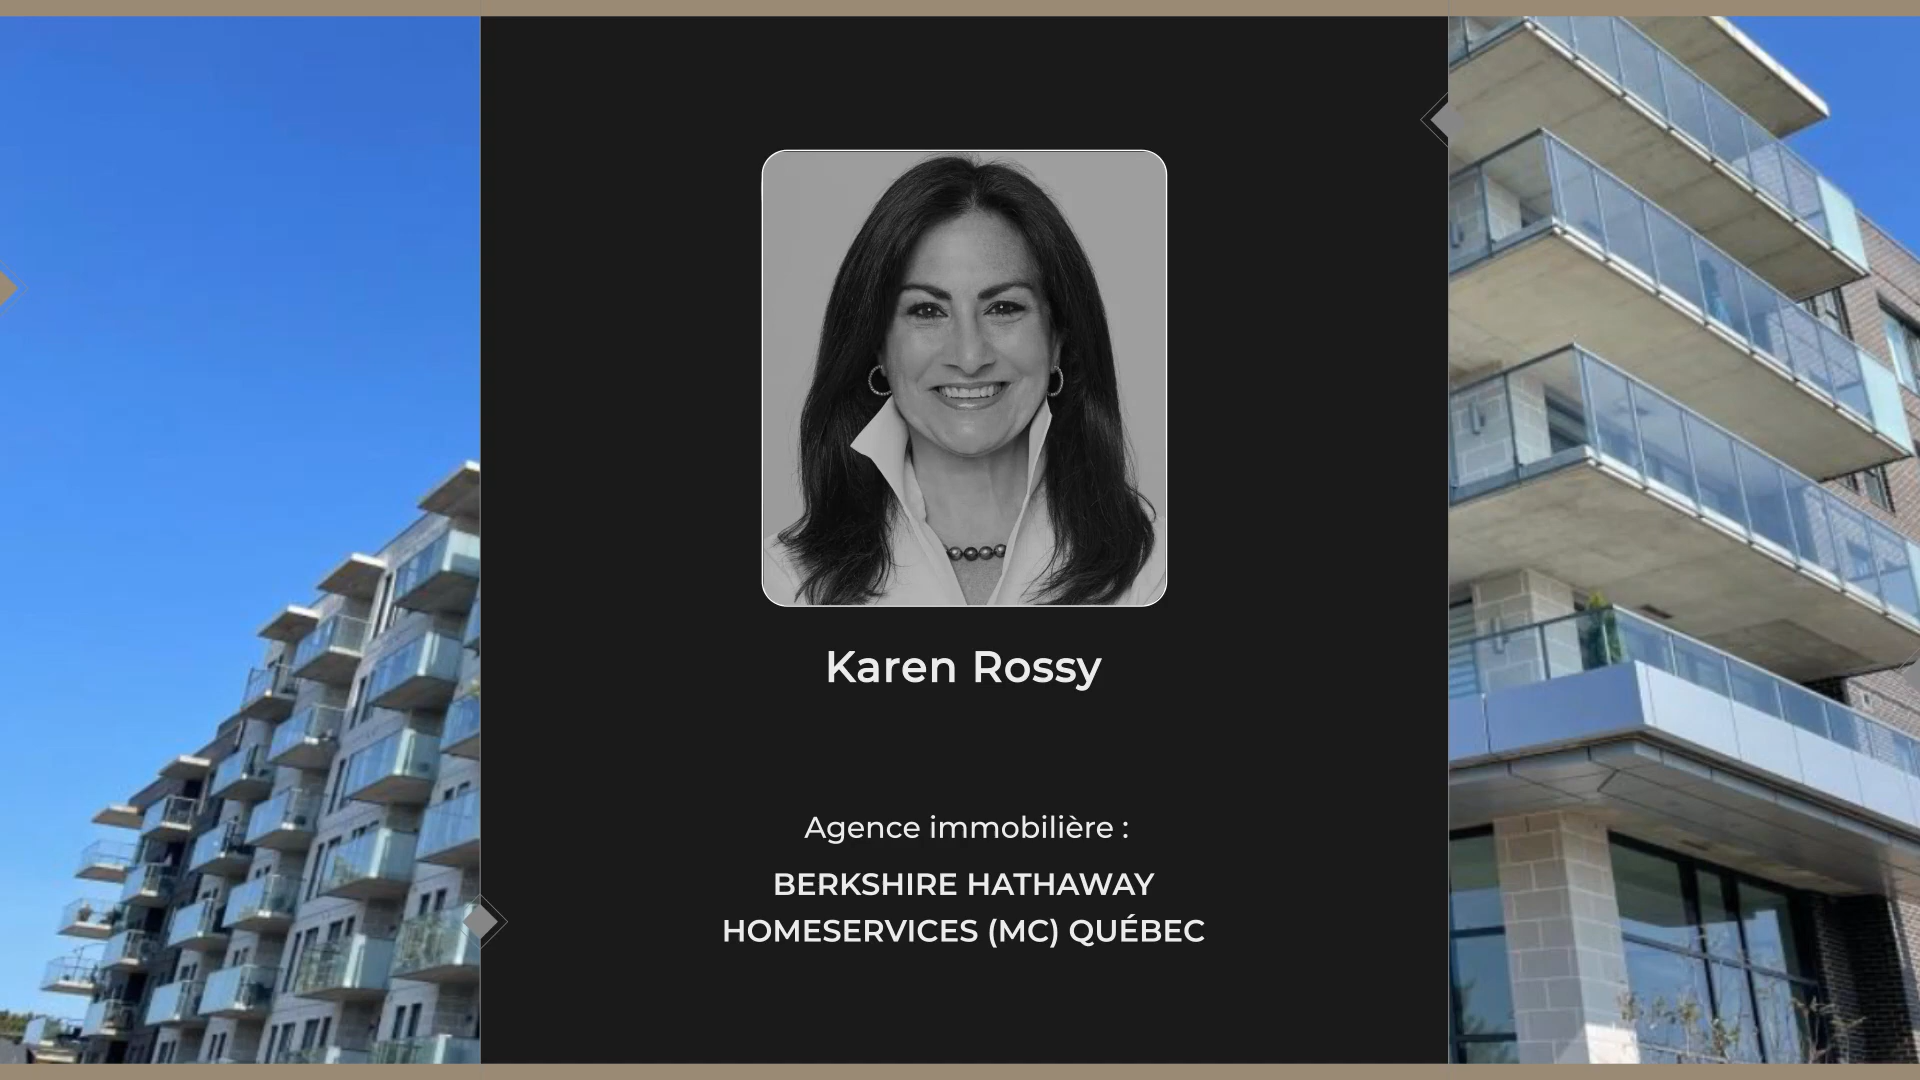 Karen Rossy
Agence immobilière :
BERKSHIRE HATHAWAY
HOMESERVICES (MC) QUÉBEC